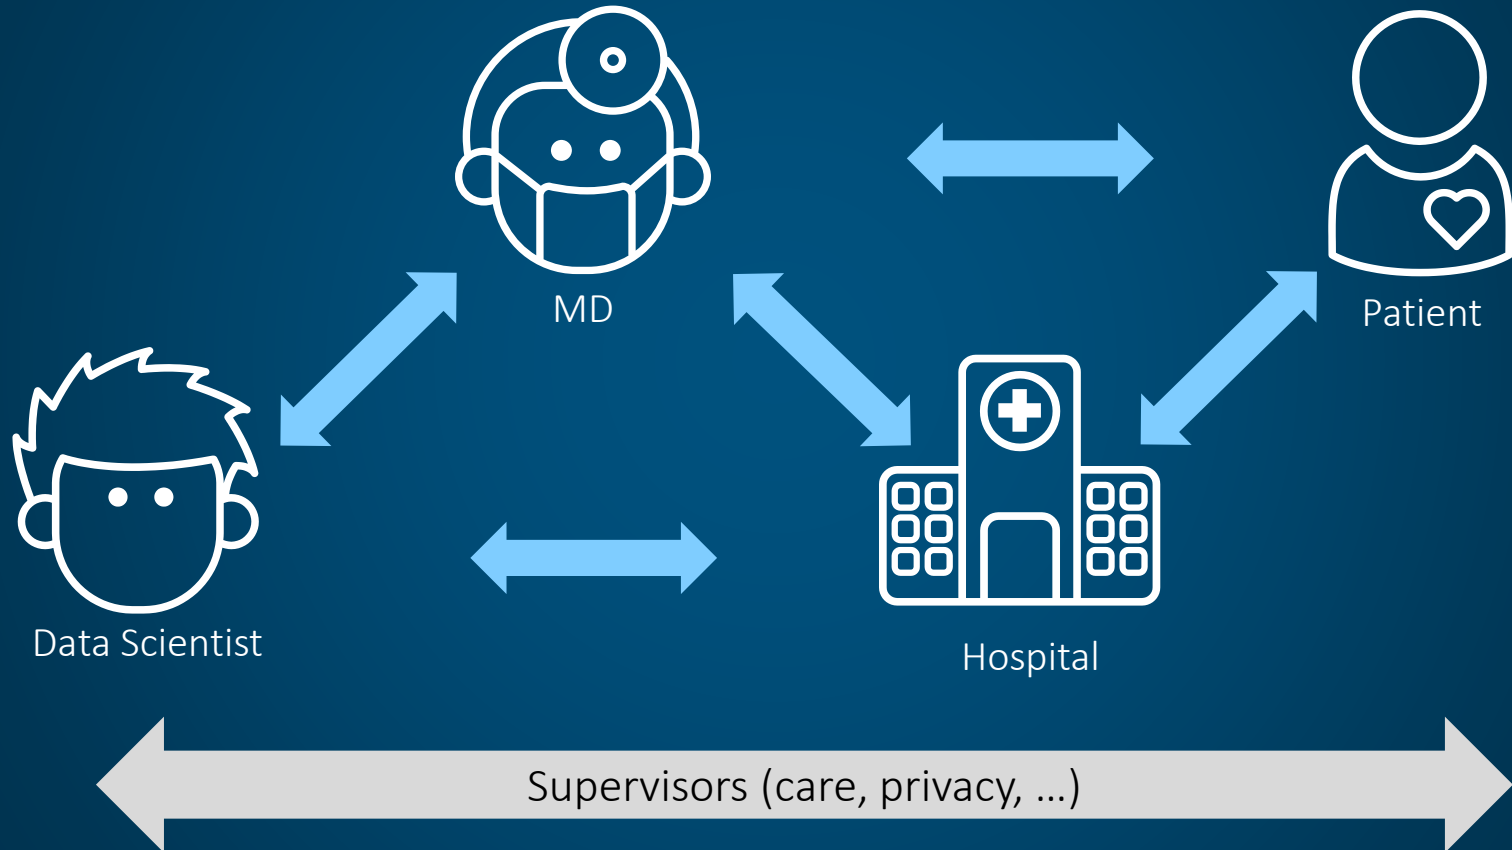 MD
Patient
Data Scientist
Hospital
Supervisors (care, privacy, …)